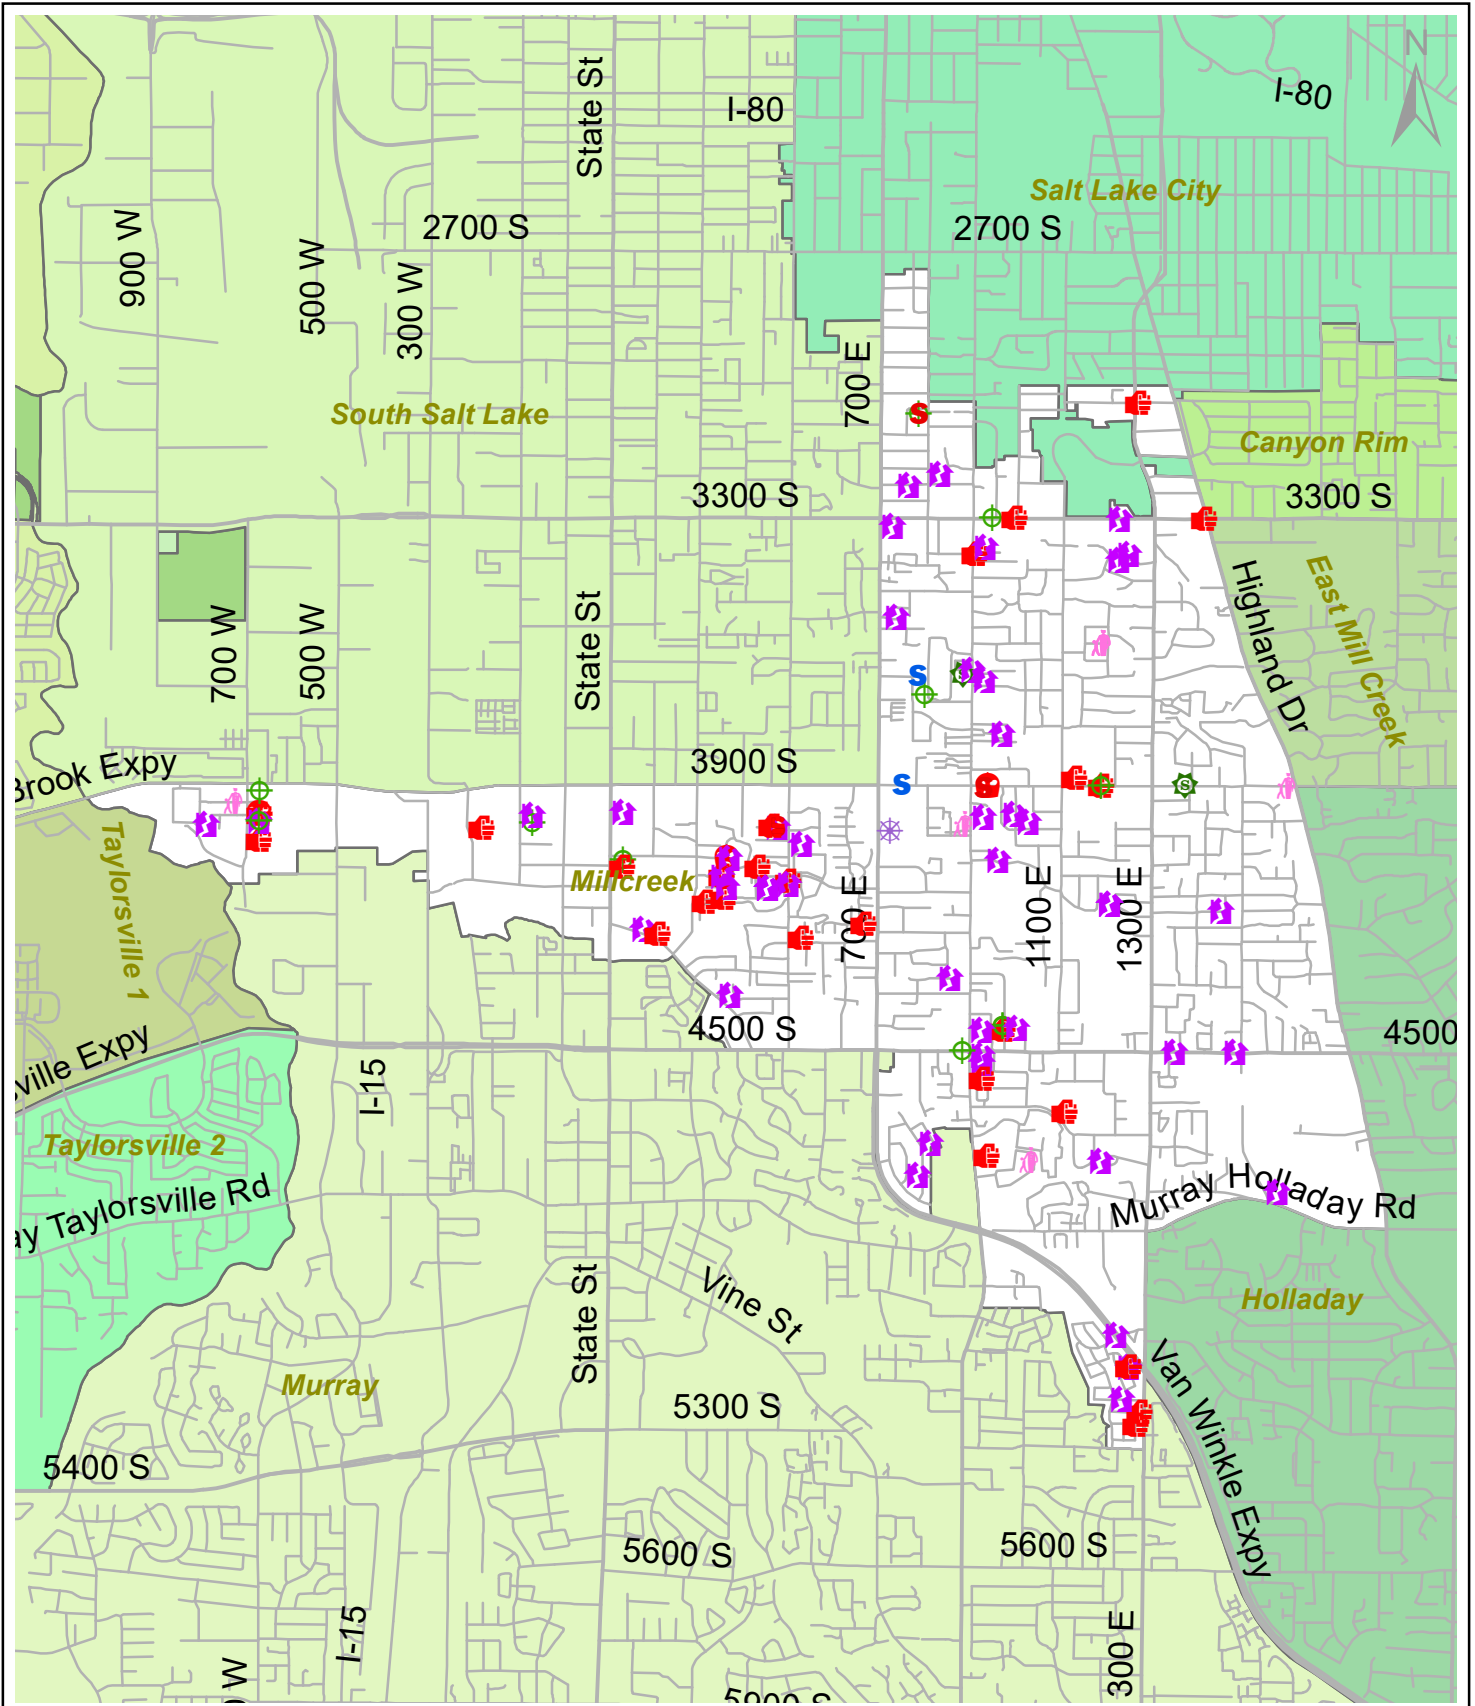 N
State St
I-80
I-80
Salt Lake City
900 W
2700 S
2700 S
500 W
300 W
700 E
South Salt Lake
S
Canyon Rim
3300 S
3300 S
East Mill Creek
Highland Dr
700 W
500 W
State St
S
S
3900 S
Brook Expy
S
S
Taylorsville 1
Millcreek
700 E
1100 E
1300 E
4500 S
4500
sville Expy
I-15
Taylorsville 2
ay Taylorsville Rd
Murray Holladay Rd
State St
Vine St
Holladay
Murray
Van Winkle Expy
5300 S
5400 S
5600 S
5600 S
I-15
300 E
0 W
5900 S